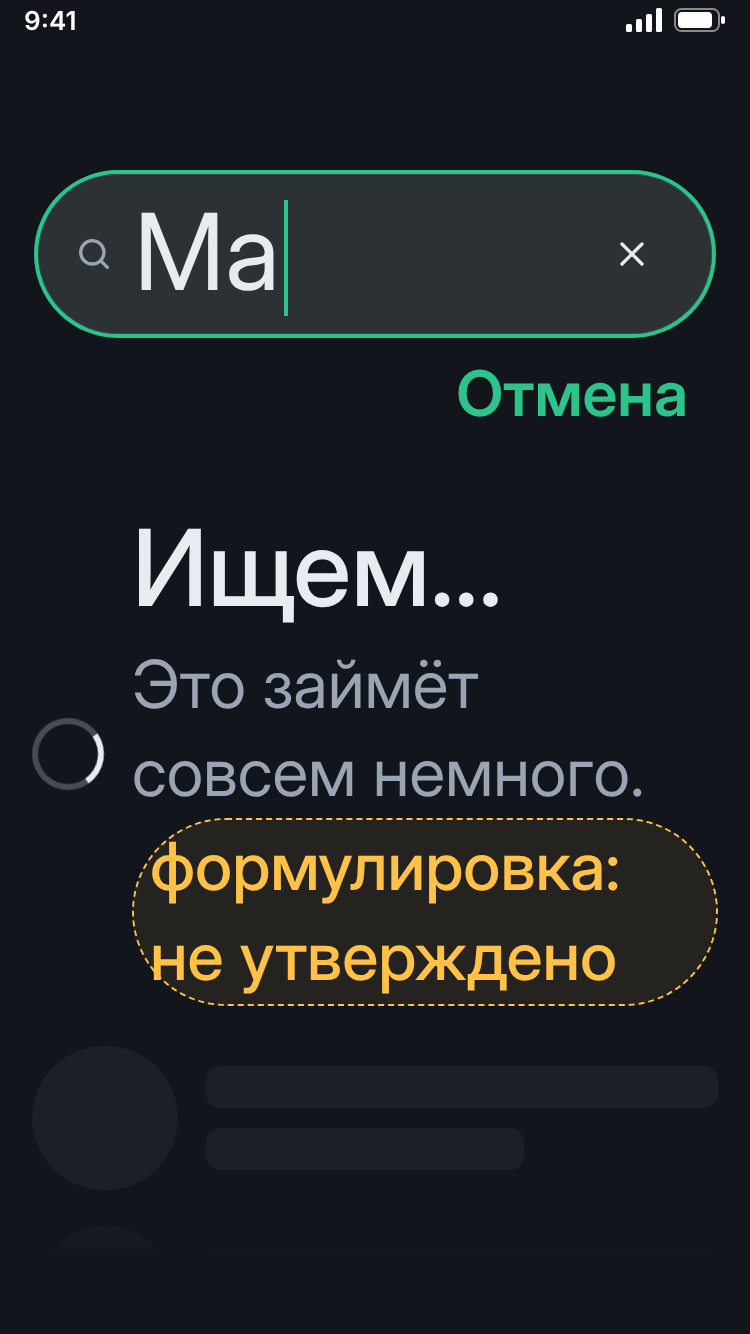 9:41
Ма
Отмена
Ищем...
Это займёт
совсем немного.
формулировка:
не утверждено